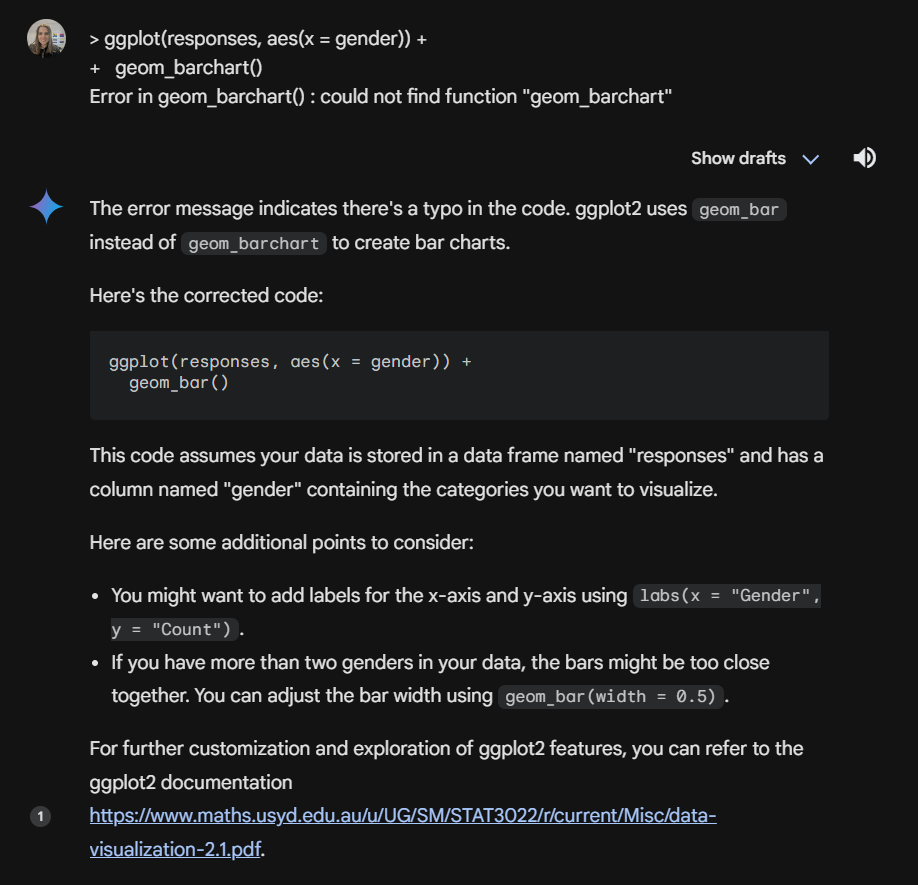 > ggplot(responses, aes(x = gender)) +
+   geom_barchart()
Error in geom_barchart() : could not find function "geom_barchart"
Show drafts
The error message indicates there's a typo in the code. ggplot2 uses geom_bar
instead of geom_barchart to create bar charts.
Here's the corrected code:
ggplot(responses, aes(x = gender)) +
  geom_bar()
This code assumes your data is stored in a data frame named "responses" and has a
column named "gender" containing the categories you want to visualize.
Here are some additional points to consider:
• You might want to add labels for the x-axis and y-axis using labs(x = "Gender",
y = "Count").
• If you have more than two genders in your data, the bars might be too close
together. You can adjust the bar width using geom_bar(width = 0.5).
For further customization and exploration of ggplot2 features, you can refer to the
ggplot2 documentation
1 https://www.maths.usyd.edu.au/u/UG/SM/STAT3022/r/current/Misc/data-
visualization-2.1.pdf.